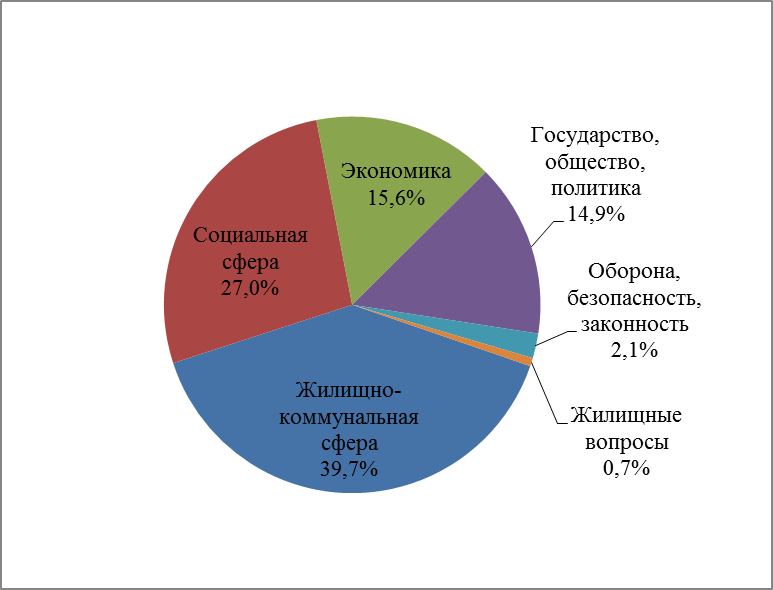 Экономика
15,6%
Государство,
общество,
политика
14,9%
Социальная
сфера
27,0%
Оборона,
безопасность,
законность
2,1%
Жилищно-
коммунальная
сфера
39,7%
Жилищные
вопросы
0,7%